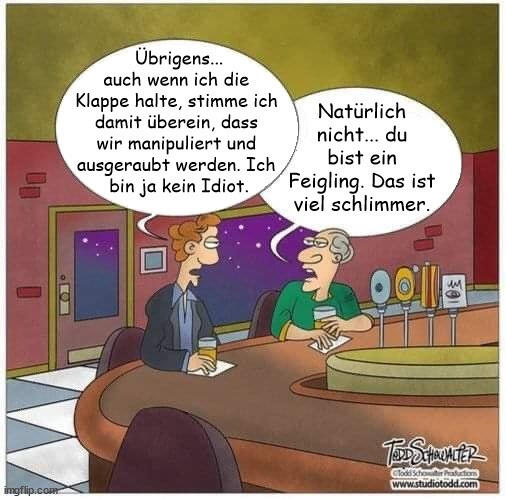 Übrigens...
auch wenn ich die
Klappe halte, stimme ich
damit überein, dass
wir manipuliert und
ausgeraubt werden. Ich
bin ja kein Idiot.
Natürlich
nicht... du
bist ein
Feigling. Das ist
viel schlimmer.
TODD SCHOWALTER
©Todd Schowalter Productions
www.studiotodd.com
imgflip.com